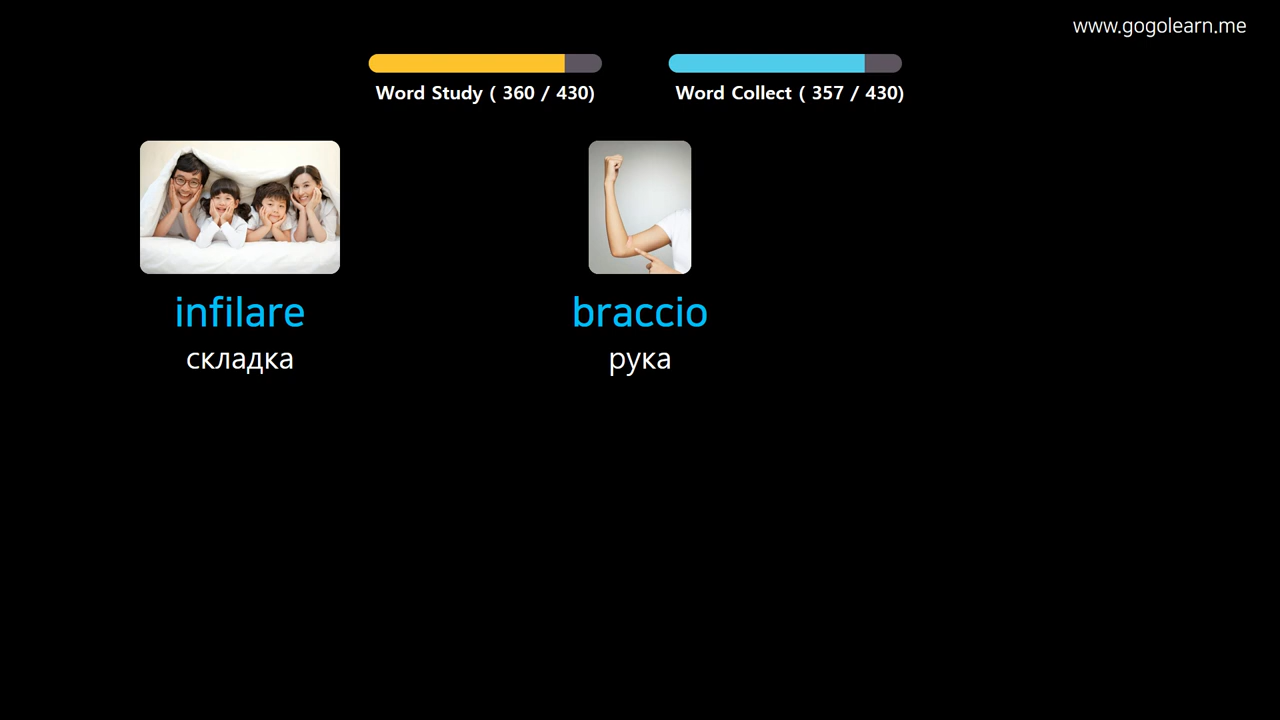 www.gogolearn.me
Word Study ( 360 / 430)
Word Collect ( 357 / 430)
infilare
складка
braccio
рука